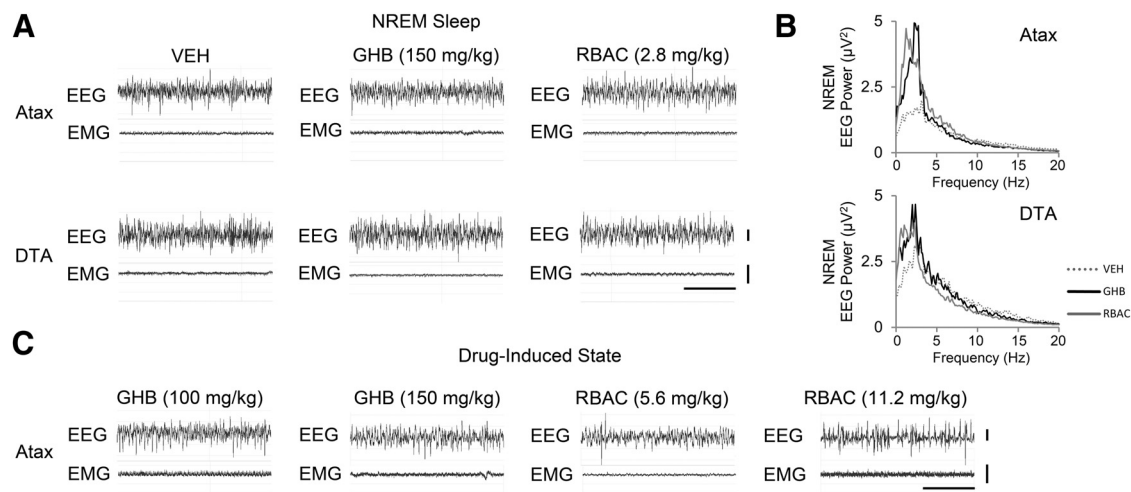 A
NREM Sleep
VEH
GHB (150 mg/kg)
RBAC (2.8 mg/kg)
Atax
EEG
EMG
EEG
EMG
EEG
EMG
DTA
EEG
EMG
EEG
EMG
EEG
EMG
B
Atax
NREM
EEG Power (µV²)
5
2.5
0
0 5 10 15 20
Frequency (Hz)
DTA
NREM
EEG Power (µV²)
5
2.5
0
0 5 10 15 20
Frequency (Hz)
VEH
GHB
RBAC
C
Drug-Induced State
GHB (100 mg/kg)
GHB (150 mg/kg)
RBAC (5.6 mg/kg)
RBAC (11.2 mg/kg)
Atax
EEG
EMG
EEG
EMG
EEG
EMG
EEG
EMG